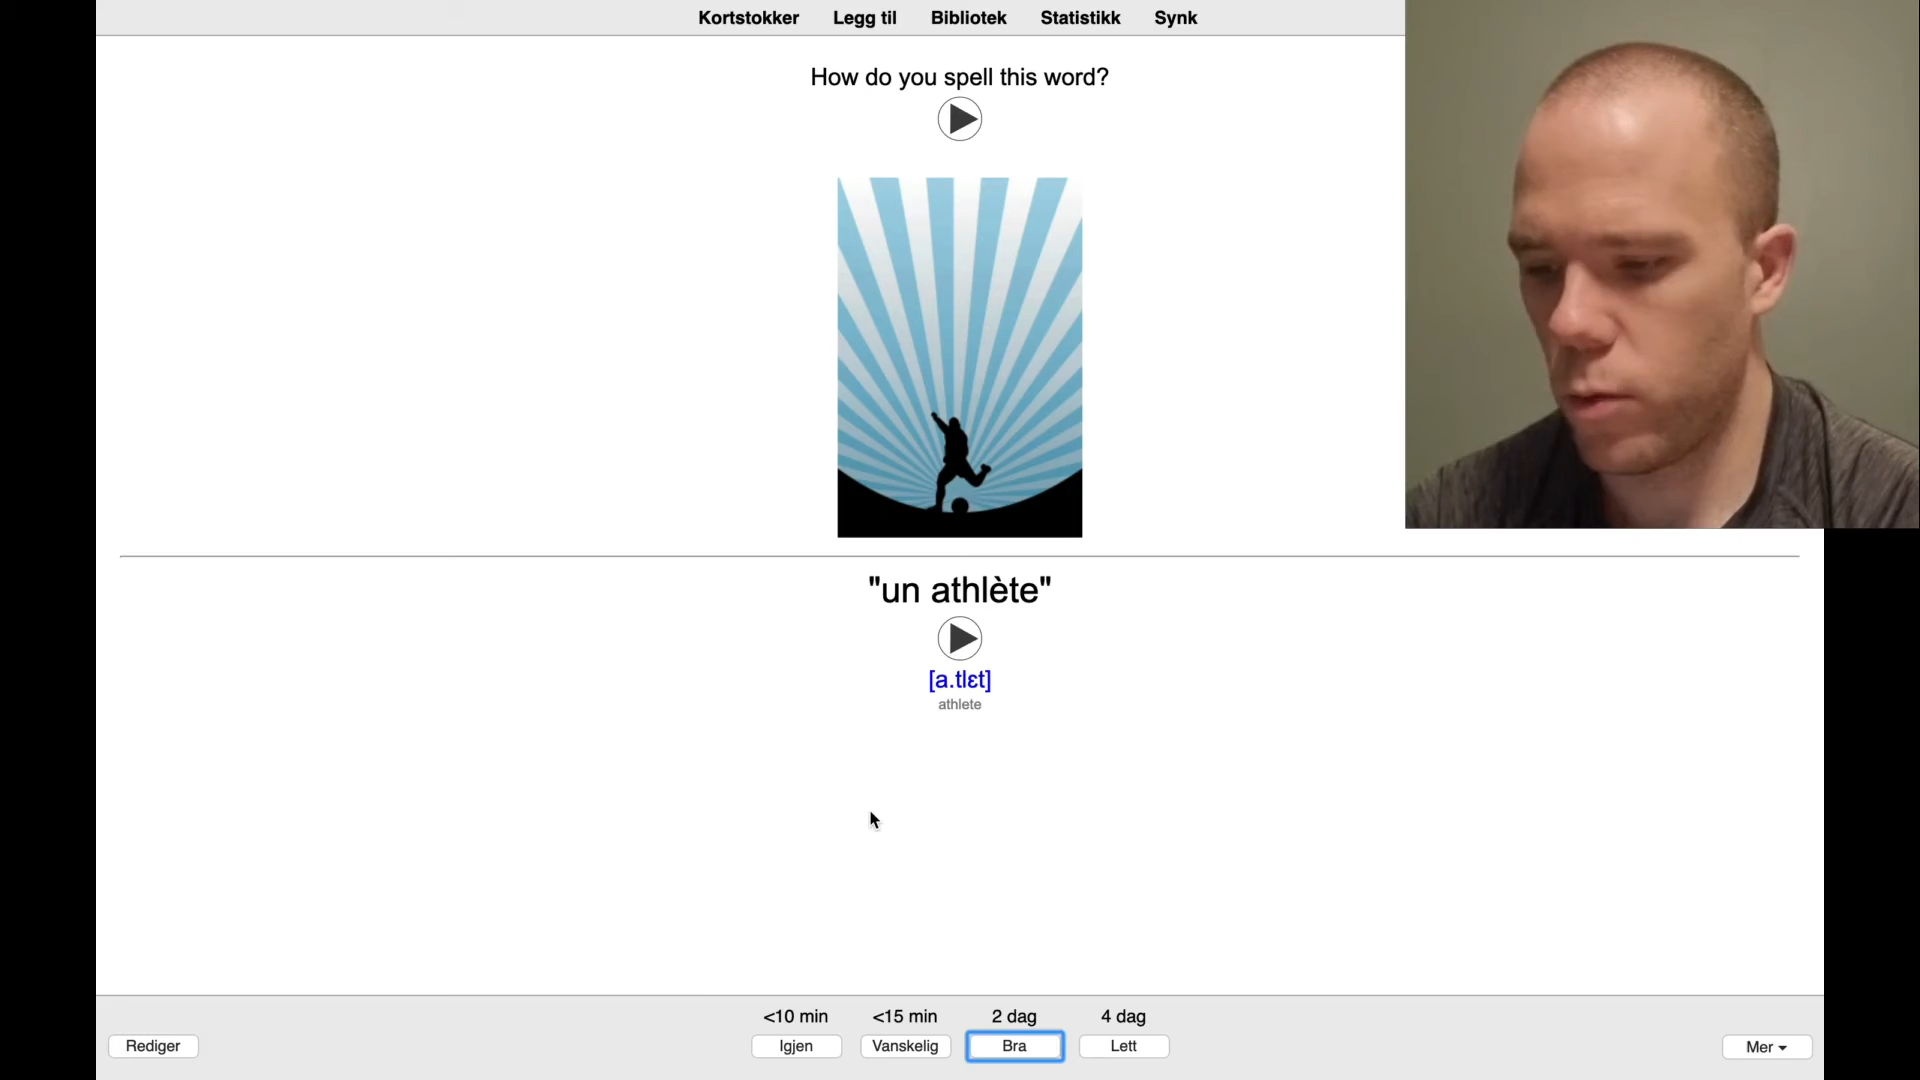 Kortstokker Legg til Bibliotek Statistikk Synk
How do you spell this word?
"un athlète"
[a.tlɛt]
athlete
<10 min <15 min 2 dag 4 dag
Rediger Igjen Vanskelig Bra Lett Mer